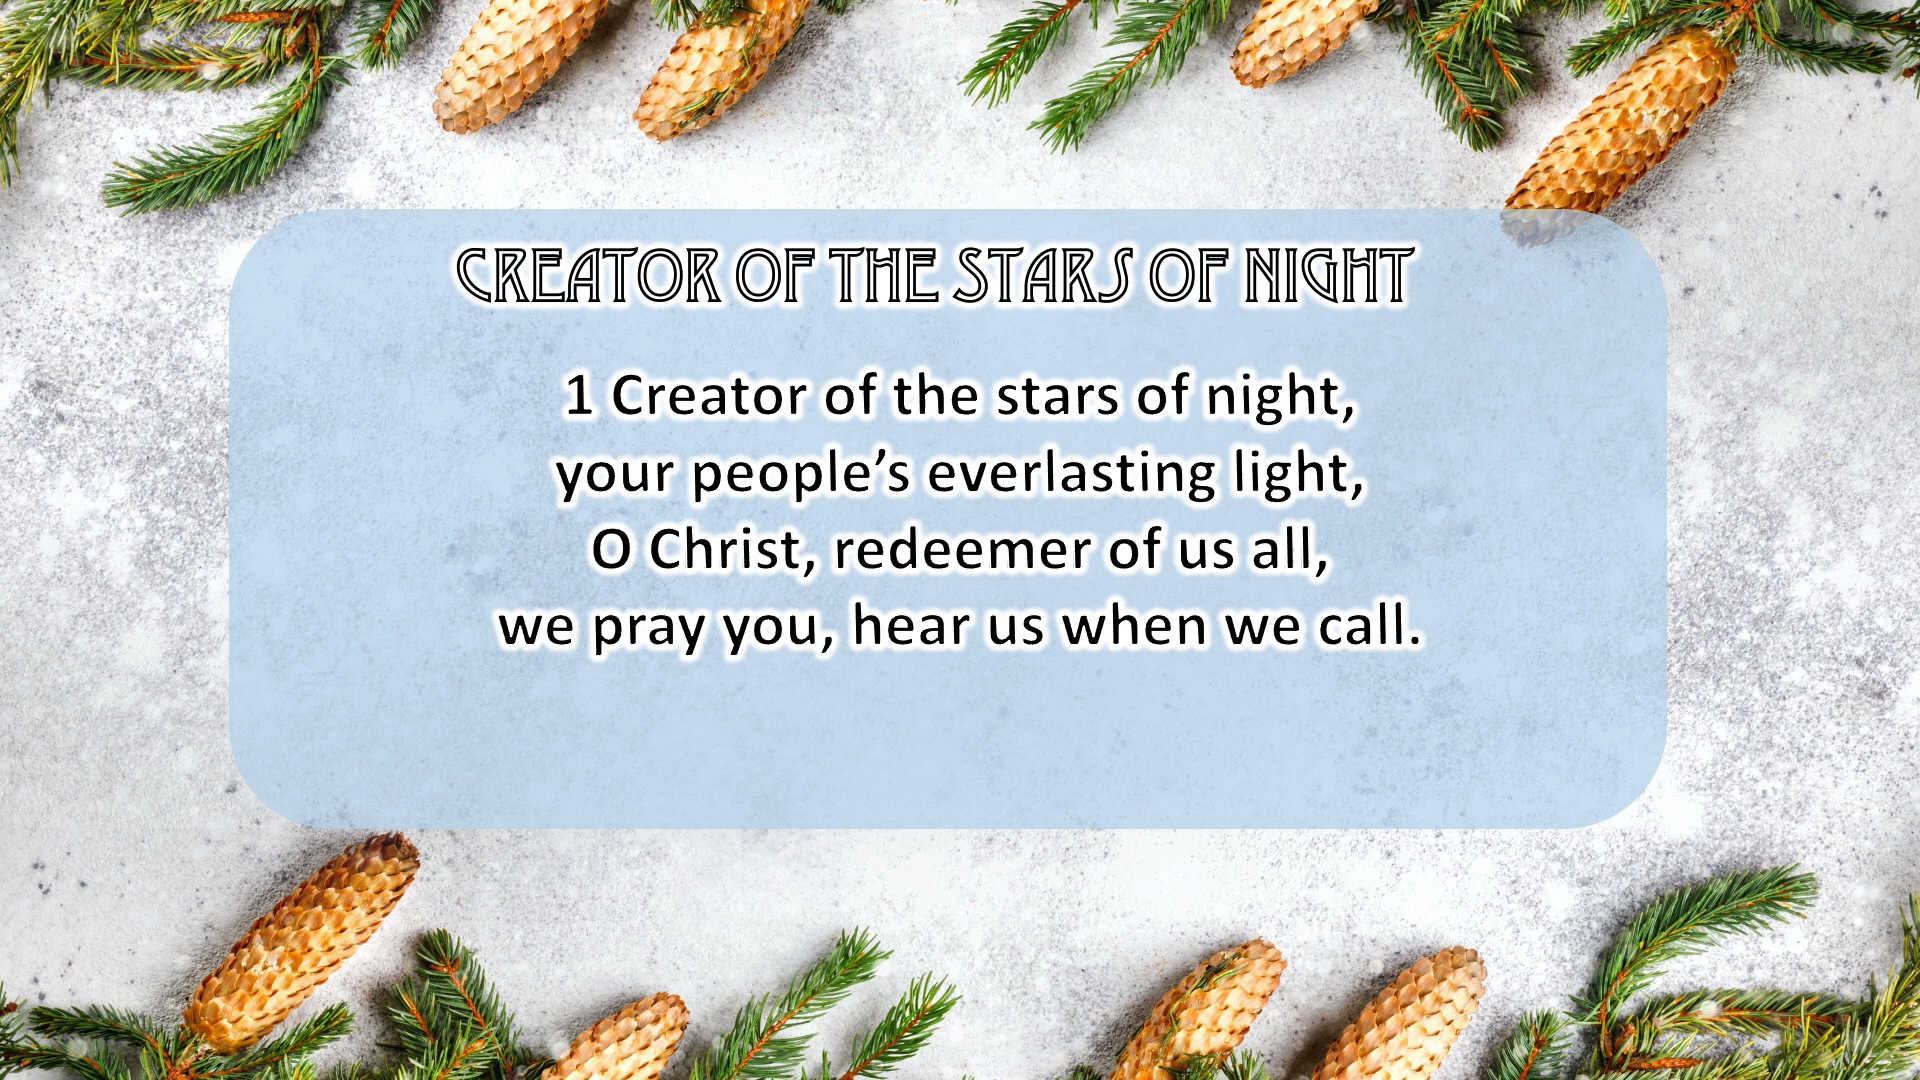 CREATOR OF THE STARS OF NIGHT
1 Creator of the stars of night,
your people’s everlasting light,
O Christ, redeemer of us all,
we pray you, hear us when we call.